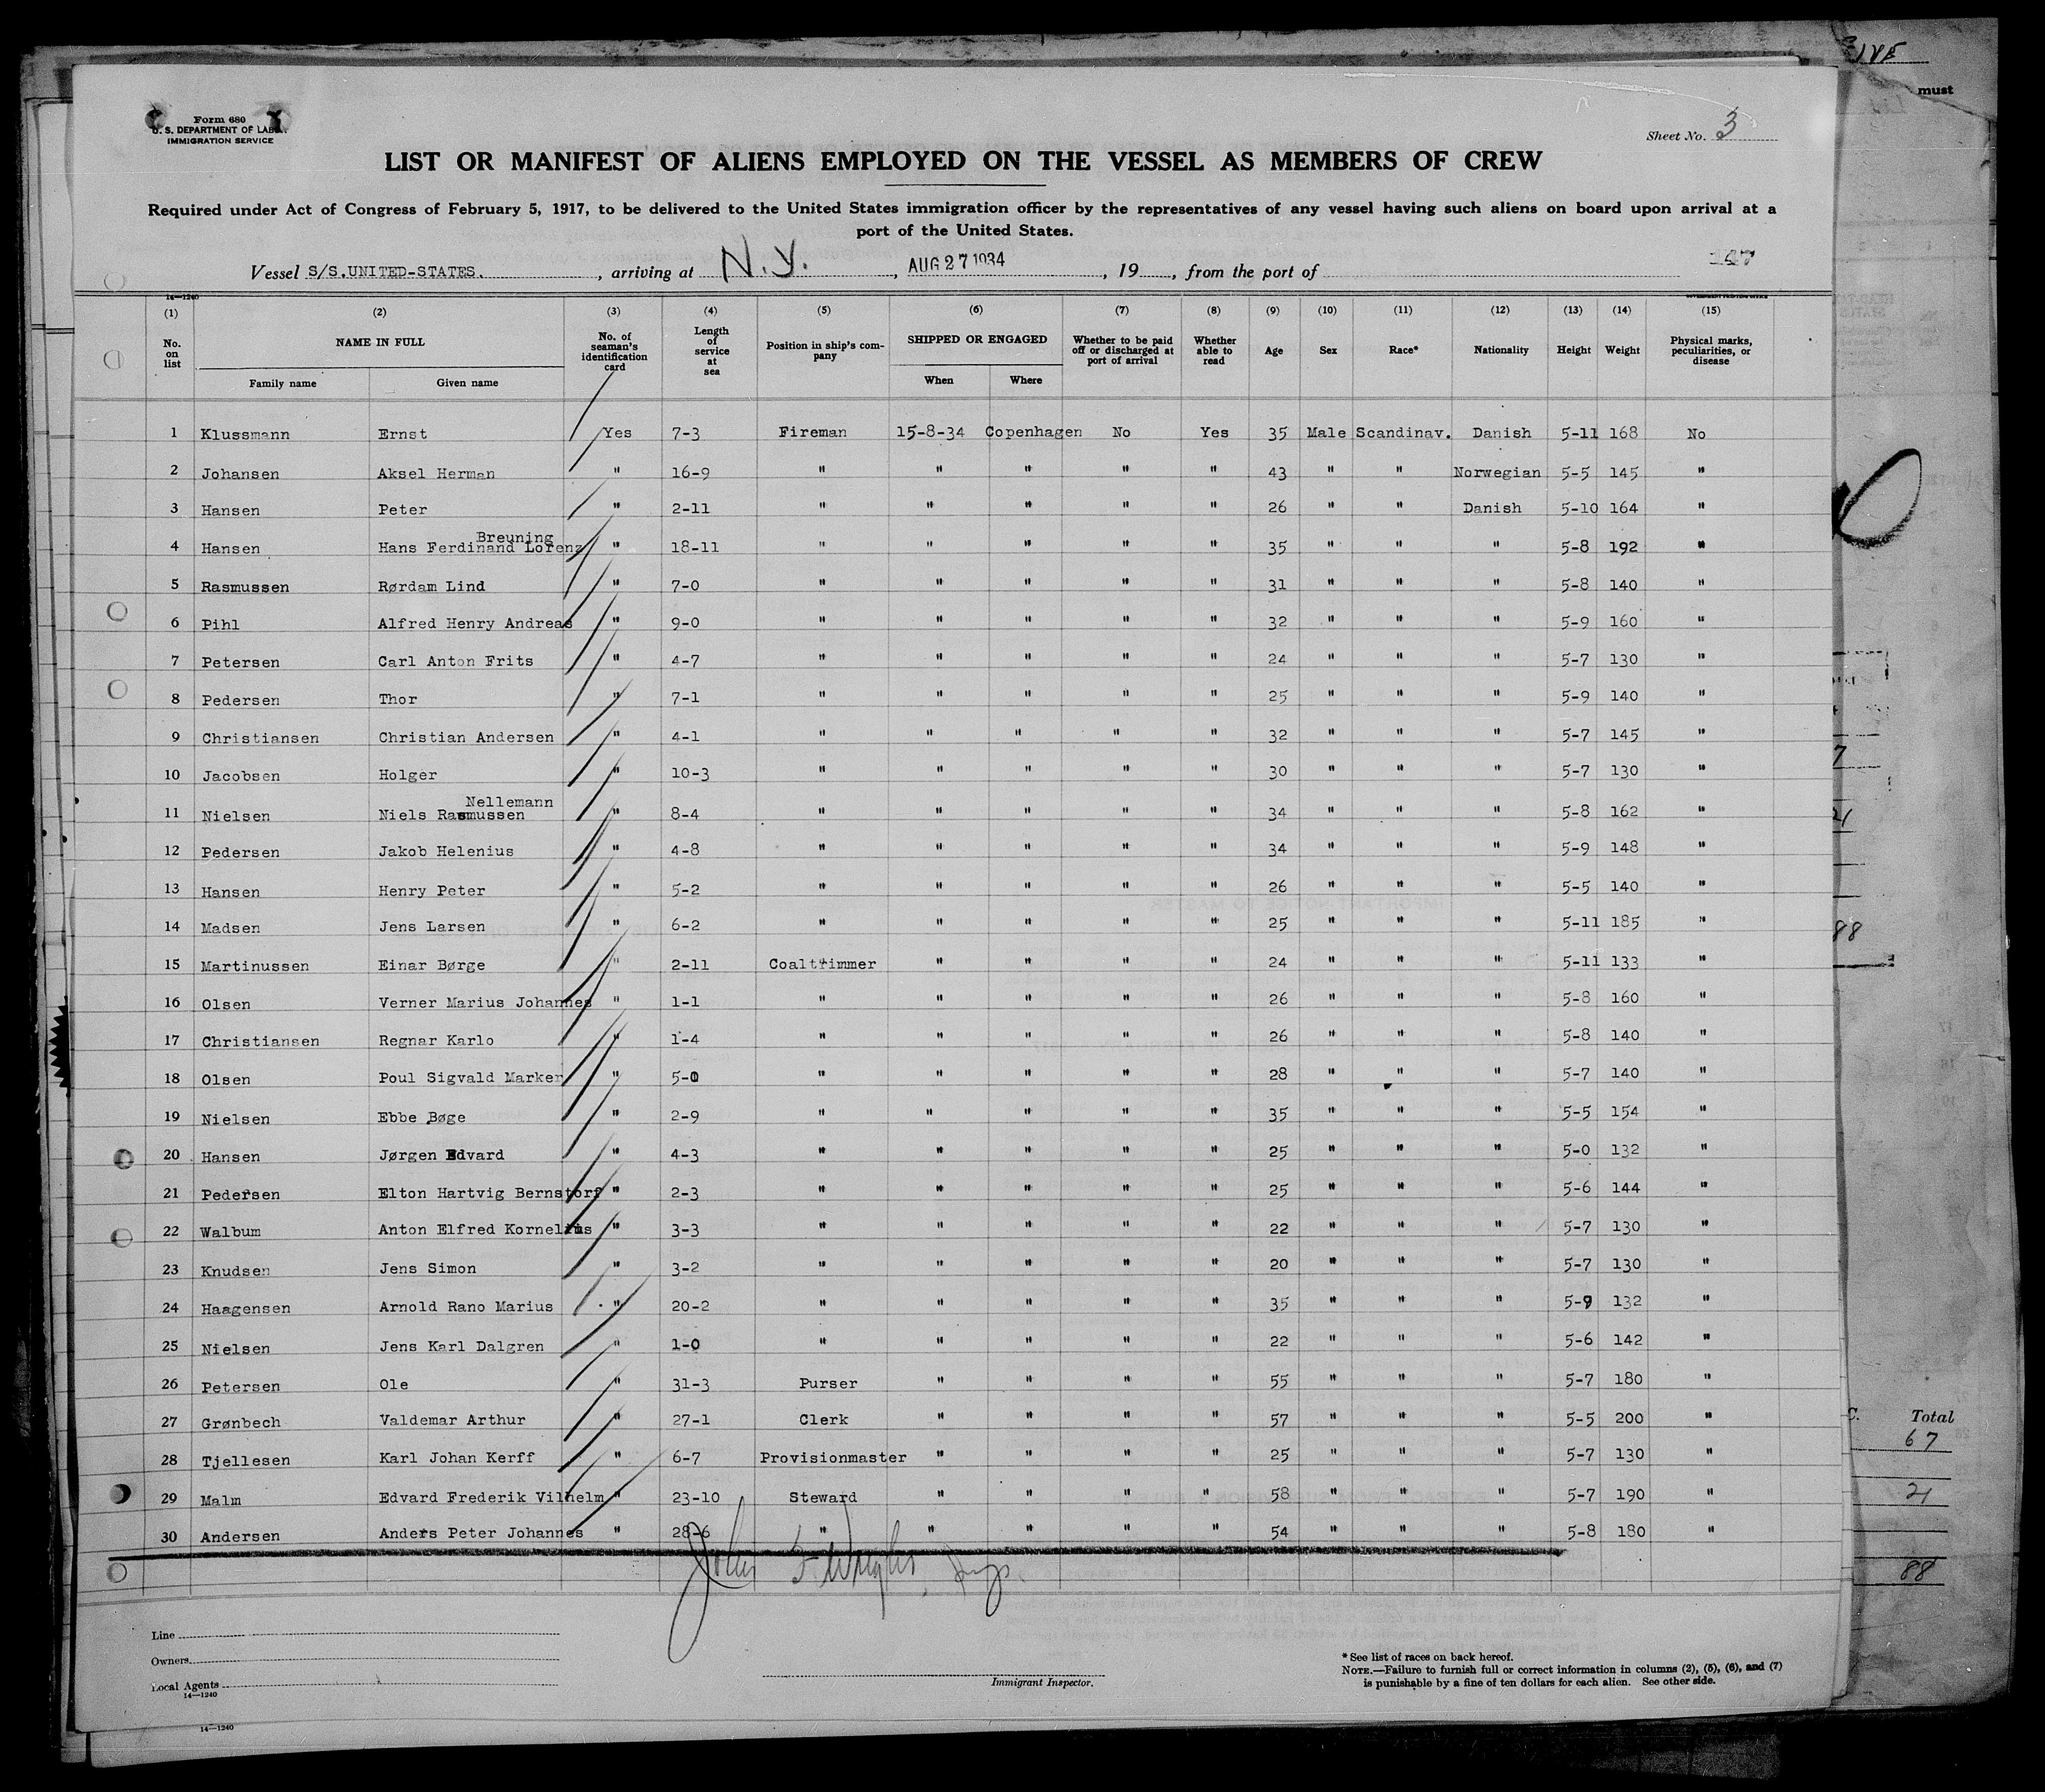 Form 680
U. S. DEPARTMENT OF LABOR
IMMIGRATION SERVICE
Sheet No. 3
must
LIST OR MANIFEST OF ALIENS EMPLOYED ON THE VESSEL AS MEMBERS OF CREW
Required under Act of Congress of February 5, 1917, to be delivered to the United States immigration officer by the representatives of any vessel having such aliens on board upon arrival at a
port of the United States.
Vessel S/S.UNITED-STATES. , arriving at N.Y. , AUG 27 1934 , 19 , from the port of 147
14—1240
(1) (2) (3) (4) (5) (6) (7) (8) (9) (10) (11) (12) (13) (14) (15)
No. on list NAME IN FULL Family name Given name No. of seaman's identification card Length of service at sea Position in ship's company SHIPPED OR ENGAGED When Where Whether to be paid off or discharged at port of arrival Whether able to read Age Sex Race* Nationality Height Weight Physical marks, peculiarities, or disease
1 Klussmann Ernst Yes 7-3 Fireman 15-8-34 Copenhagen No Yes 35 Male Scandinav. Danish 5-11 168 No
2 Johansen Aksel Herman " 16-9 " " " " " 43 " " Norwegian 5-5 145 "
3 Hansen Peter " 2-11 " " " " " 26 " " Danish 5-10 164 "
Breuning
4 Hansen Hans Ferdinand Lorenz " 18-11 " " " " " 35 " " " 5-8 192 "
5 Rasmussen Rørdam Lind " 7-0 " " " " " 31 " " " 5-8 140 "
6 Pihl Alfred Henry Andreas " 9-0 " " " " " 32 " " " 5-9 160 "
7 Petersen Carl Anton Frits " 4-7 " " " " " 24 " " " 5-7 130 "
8 Pedersen Thor " 7-1 " " " " " 25 " " " 5-9 140 "
9 Christiansen Christian Andersen " 4-1 " " " " " 32 " " " 5-7 145 "
10 Jacobsen Holger " 10-3 " " " " " 30 " " " 5-7 130 "
Nellemann
11 Nielsen Niels Rasmussen " 8-4 " " " " " 34 " " " 5-8 162 "
12 Pedersen Jakob Helenius " 4-8 " " " " " 34 " " " 5-9 148 "
13 Hansen Henry Peter " 5-2 " " " " " 26 " " " 5-5 140 "
14 Madsen Jens Larsen " 6-2 " " " " " 25 " " " 5-11 185 "
15 Martinussen Einar Børge " 2-11 Coaltrimmer " " " " 24 " " " 5-11 133 "
16 Olsen Verner Marius Johannes " 1-1 " " " " " 26 " " " 5-8 160 "
17 Christiansen Regnar Karlo " 1-4 " " " " " 26 " " " 5-8 140 "
18 Olsen Poul Sigvald Marker " 5-0 " " " " " 28 " " " 5-7 140 "
19 Nielsen Ebbe Bøge " 2-9 " " " " " 35 " " " 5-5 154 "
20 Hansen Jørgen Edvard " 4-3 " " " " " 25 " " " 5-0 132 "
21 Pedersen Elton Hartvig Bernstorf " 2-3 " " " " " 25 " " " 5-6 144 "
22 Walbum Anton Elfred Kornelius " 3-3 " " " " " 22 " " " 5-7 130 "
23 Knudsen Jens Simon " 3-2 " " " " " 20 " " " 5-7 130 "
24 Haagensen Arnold Rano Marius " 20-2 " " " " " 35 " " " 5-9 132 "
25 Nielsen Jens Karl Dalgren " 1-0 " " " " " 22 " " " 5-6 142 "
26 Petersen Ole " 31-3 Purser " " " " 55 " " " 5-7 180 "
27 Grønbech Valdemar Arthur " 27-1 Clerk " " " " 57 " " " 5-5 200 "
28 Tjellesen Karl Johan Kerff " 6-7 Provisionmaster " " " " 25 " " " 5-7 130 "
29 Malm Edvard Frederik Vilhelm " 23-10 Steward " " " " 58 " " " 5-7 190 "
30 Andersen Anders Peter Johannes " 28-6 " " " " " 54 " " " 5-8 180 "
John F Wright, Insp.
Total
67
21
88
Line
Owners
Local Agents
14—1240
Immigrant Inspector.
* See list of races on back hereof.
NOTE.—Failure to furnish full or correct information in columns (2), (5), (6), and (7)
is punishable by a fine of ten dollars for each alien. See other side.
14—1240